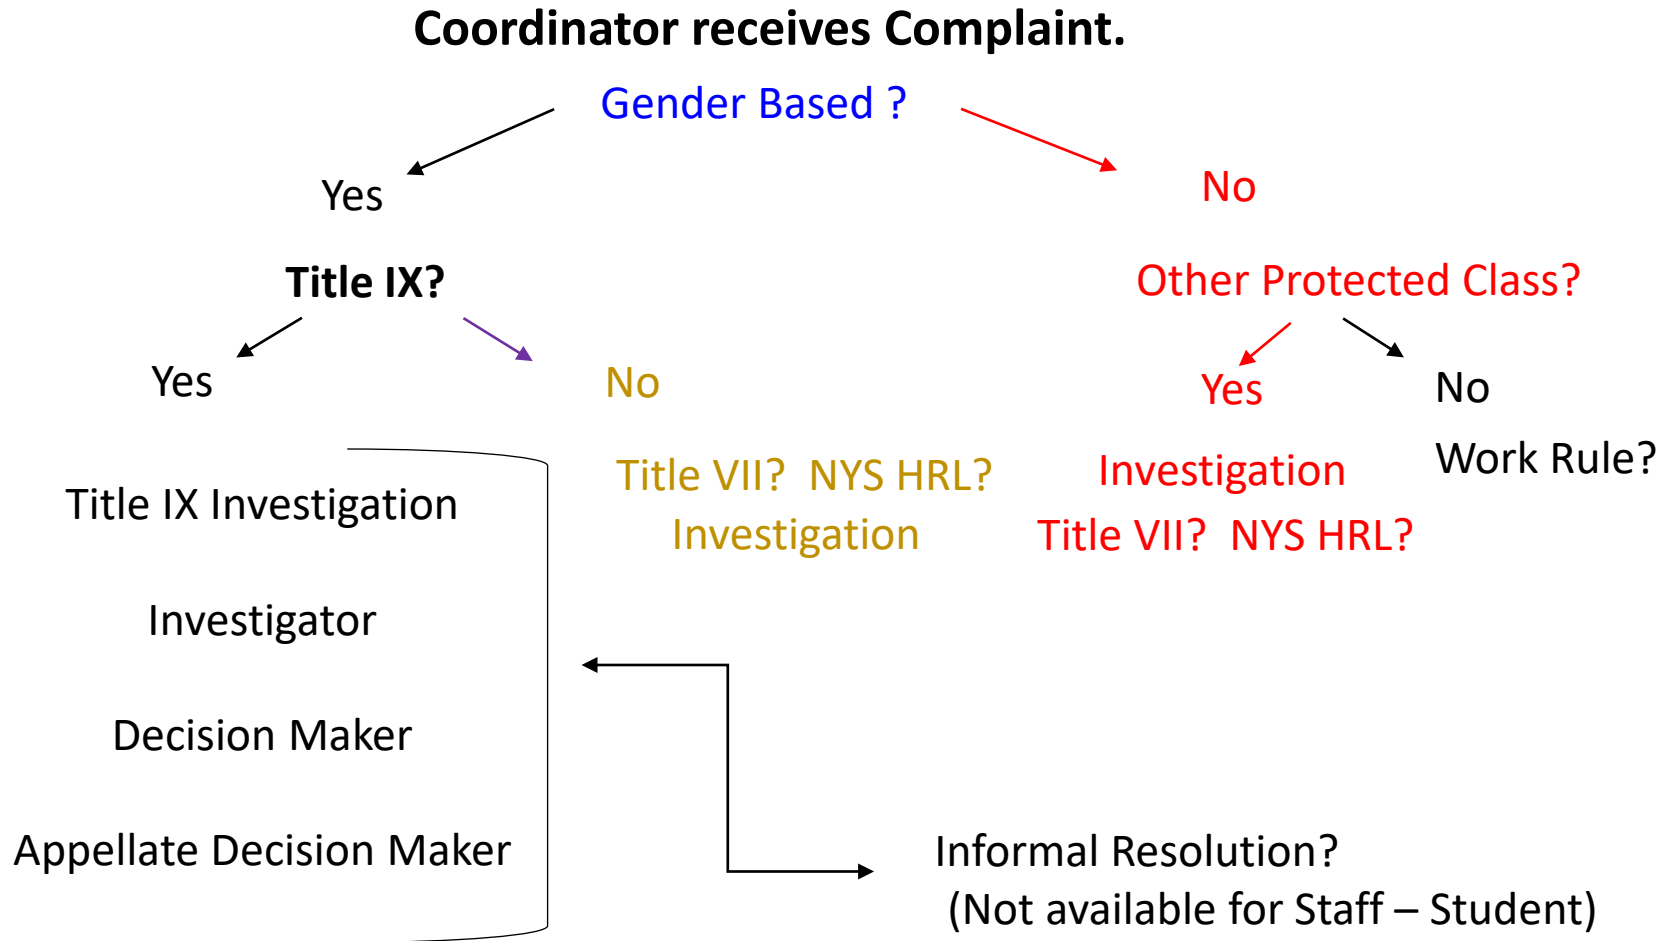 Coordinator receives Complaint.
Gender Based ?
Yes
No
Title IX?
Other Protected Class?
Yes
No
Yes
No
Title VII?  NYS HRL?
Investigation
Investigation
Title VII?  NYS HRL?
Work Rule?
Title IX Investigation
Investigator
Decision Maker
Appellate Decision Maker
Informal Resolution?
(Not available for Staff – Student)